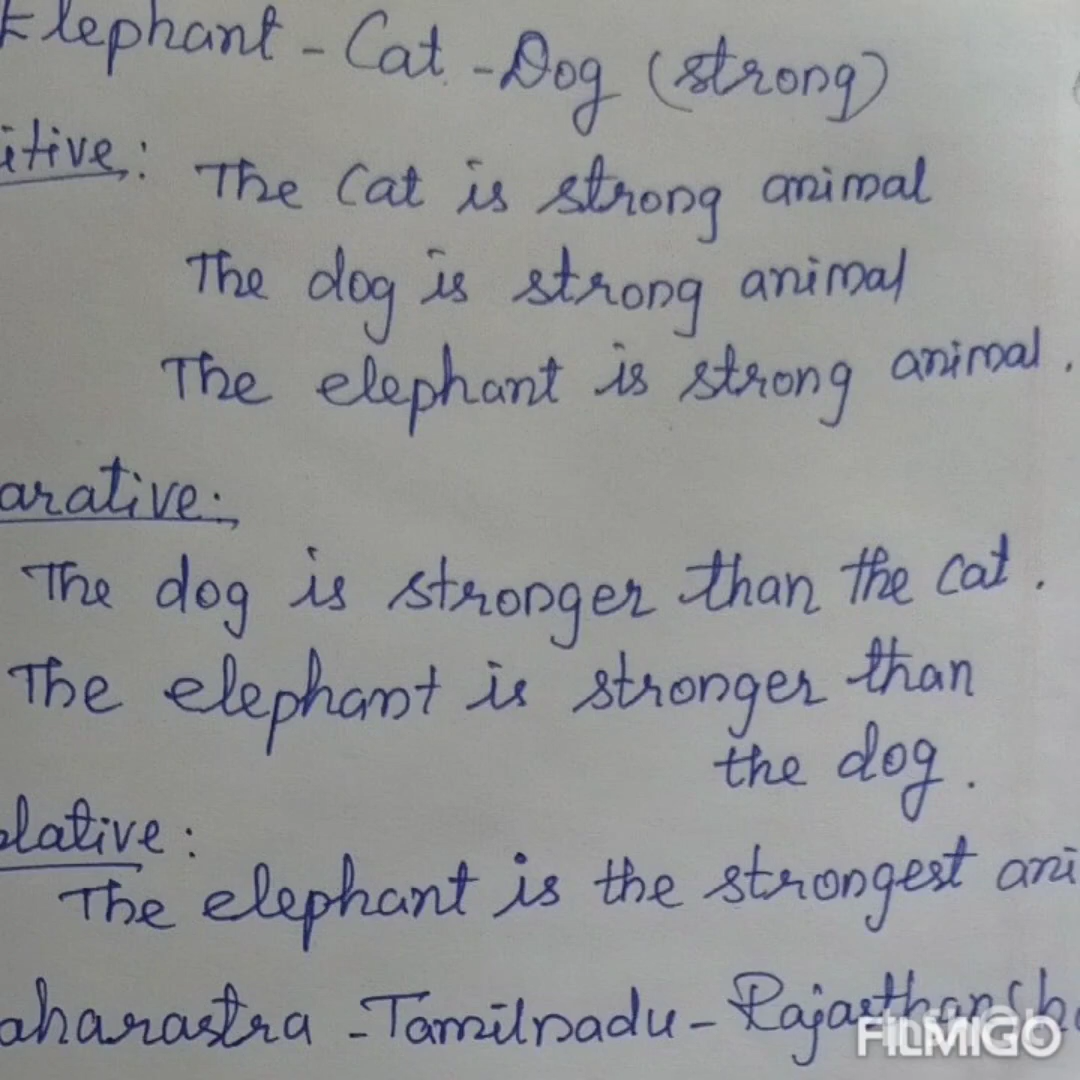 Elephant - Cat - Dog (strong)
itive:
The Cat is strong animal
The dog is strong animal
The elephant is strong animal.
arative:
The dog is stronger than the cat.
The elephant is stronger than
the dog.
lative:
The elephant is the strongest ani
aharastra - Tamilnadu - Rajasthan
FILMIGO